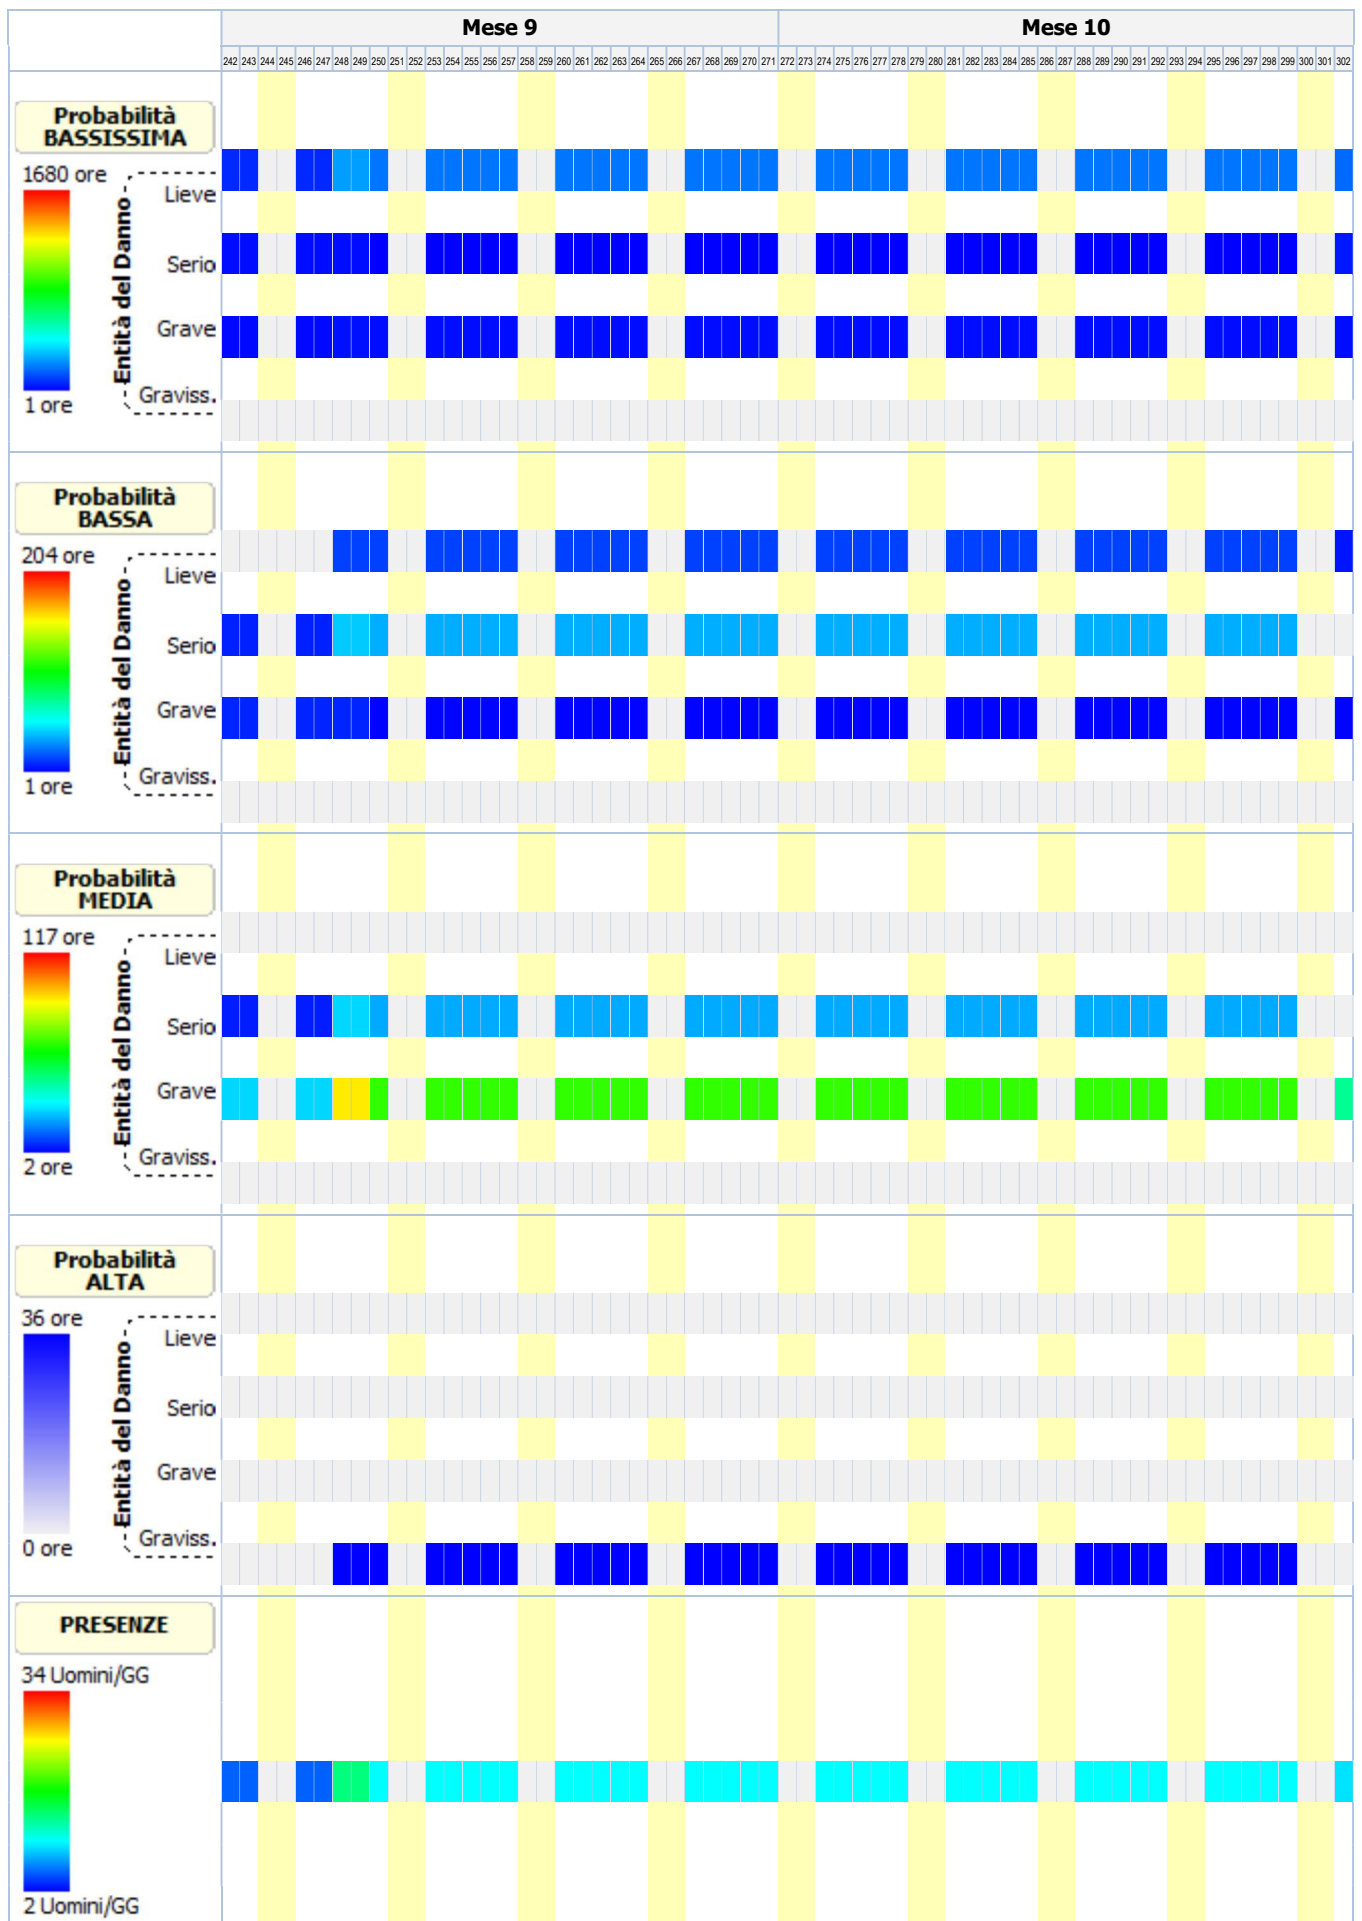 Mese 9 Mese 10
242 243 244 245 246 247 248 249 250 251 252 253 254 255 256 257 258 259 260 261 262 263 264 265 266 267 268 269 270 271 272 273 274 275 276 277 278 279 280 281 282 283 284 285 286 287 288 289 290 291 292 293 294 295 296 297 298 299 300 301 302
Probabilità
BASSISSIMA
1680 ore
Entità del Danno
Lieve
Serio
Grave
Graviss.
1 ore
Probabilità
BASSA
204 ore
Entità del Danno
Lieve
Serio
Grave
Graviss.
1 ore
Probabilità
MEDIA
117 ore
Entità del Danno
Lieve
Serio
Grave
Graviss.
2 ore
Probabilità
ALTA
36 ore
Entità del Danno
Lieve
Serio
Grave
Graviss.
0 ore
PRESENZE
34 Uomini/GG
2 Uomini/GG